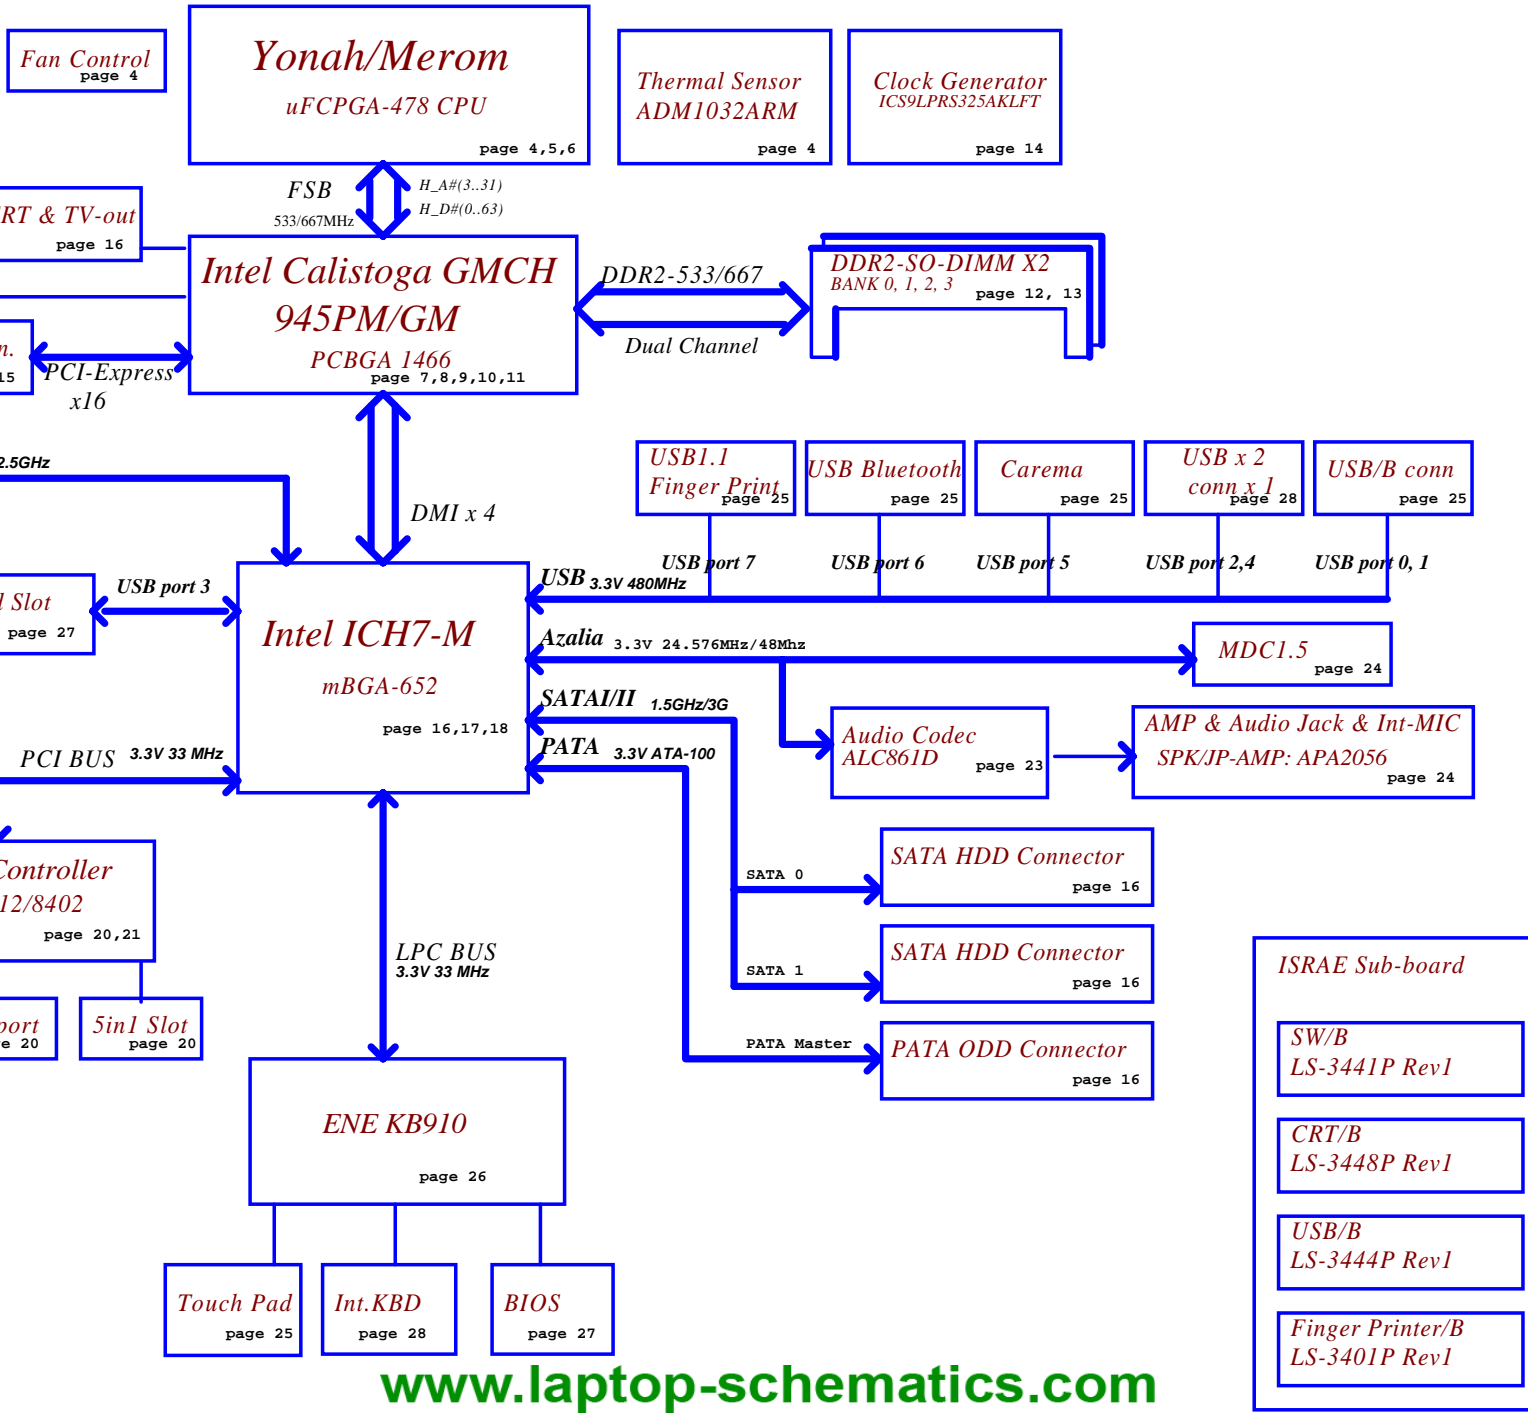 Fan Control
page 4
Yonah/Merom
uFCPGA-478 CPU
page 4,5,6
Thermal Sensor
ADM1032ARM
page 4
Clock Generator
ICS9LPRS325AKLFT
page 14
FSB
533/667MHz
H_A#(3..31)
H_D#(0..63)
RT & TV-out
page 16
Intel Calistoga GMCH
945PM/GM
PCBGA 1466
page 7,8,9,10,11
DDR2-533/667
Dual Channel
DDR2-SO-DIMM X2
BANK 0, 1, 2, 3
page 12, 13
n.
15
PCI-Express
x16
2.5GHz
DMI x 4
USB1.1
Finger Print
page 25
USB Bluetooth
page 25
Carema
page 25
USB x 2
conn x 1
page 28
USB/B conn
page 25
USB port 7
USB port 6
USB port 5
USB port 2,4
USB port 0, 1
USB 3.3V 480MHz
l Slot
page 27
USB port 3
Intel ICH7-M
mBGA-652
page 16,17,18
Azalia 3.3V 24.576MHz/48Mhz
MDC1.5
page 24
SATAI/II 1.5GHz/3G
PATA 3.3V ATA-100
Audio Codec
ALC861D
page 23
AMP & Audio Jack & Int-MIC
SPK/JP-AMP: APA2056
page 24
PCI BUS 3.3V 33 MHz
Controller
12/8402
page 20,21
SATA 0
SATA HDD Connector
page 16
SATA 1
SATA HDD Connector
page 16
PATA Master
PATA ODD Connector
page 16
LPC BUS
3.3V 33 MHz
port
e 20
5in1 Slot
page 20
ENE KB910
page 26
Touch Pad
page 25
Int.KBD
page 28
BIOS
page 27
ISRAE Sub-board
SW/B
LS-3441P Rev1
CRT/B
LS-3448P Rev1
USB/B
LS-3444P Rev1
Finger Printer/B
LS-3401P Rev1
www.laptop-schematics.com